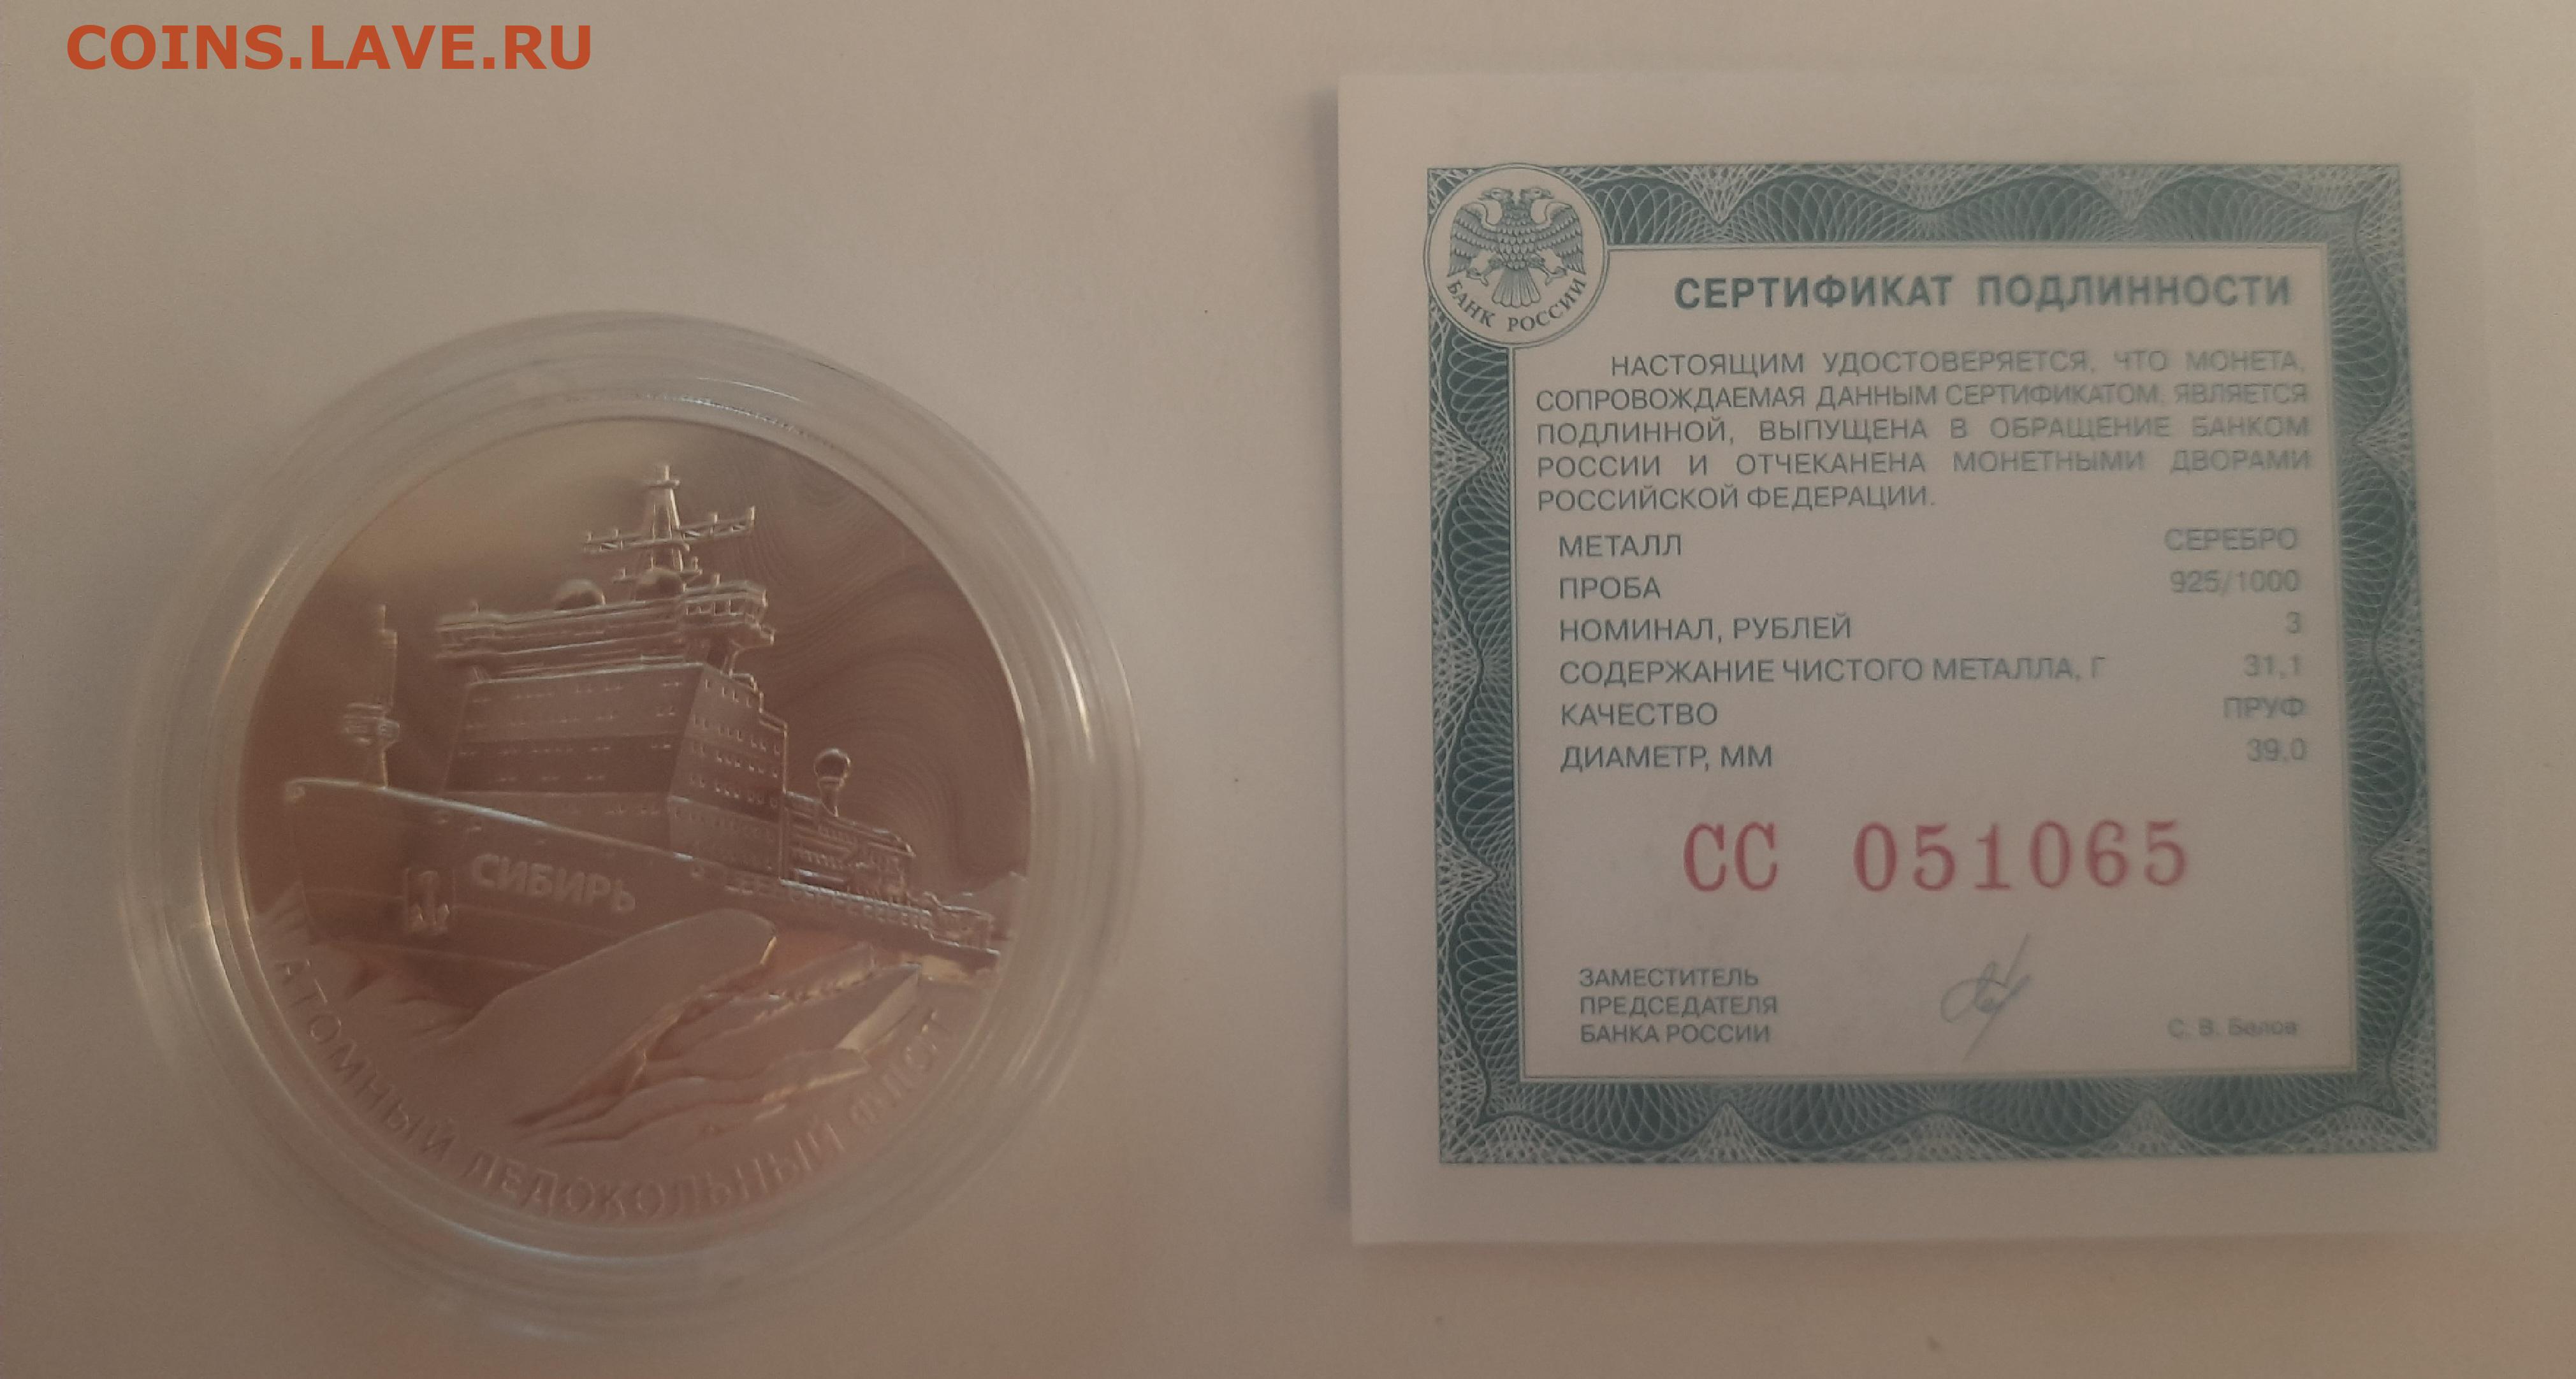 COINS.LAVE.RU
СИБИРЬ
АТОМНЫЙ ЛЕДОКОЛЬНЫЙ ФЛОТ
БАНК РОССИИ
СЕРТИФИКАТ ПОДЛИННОСТИ
НАСТОЯЩИМ УДОСТОВЕРЯЕТСЯ, ЧТО МОНЕТА,
СОПРОВОЖДАЕМАЯ ДАННЫМ СЕРТИФИКАТОМ, ЯВЛЯЕТСЯ
ПОДЛИННОЙ, ВЫПУЩЕНА В ОБРАЩЕНИЕ БАНКОМ
РОССИИ И ОТЧЕКАНЕНА МОНЕТНЫМИ ДВОРАМИ
РОССИЙСКОЙ ФЕДЕРАЦИИ.
МЕТАЛЛ СЕРЕБРО
ПРОБА 925/1000
НОМИНАЛ, РУБЛЕЙ 3
СОДЕРЖАНИЕ ЧИСТОГО МЕТАЛЛА, Г 31,1
КАЧЕСТВО ПРУФ
ДИАМЕТР, ММ 39,0
СС 051065
ЗАМЕСТИТЕЛЬ
ПРЕДСЕДАТЕЛЯ
БАНКА РОССИИ С. В. Белов